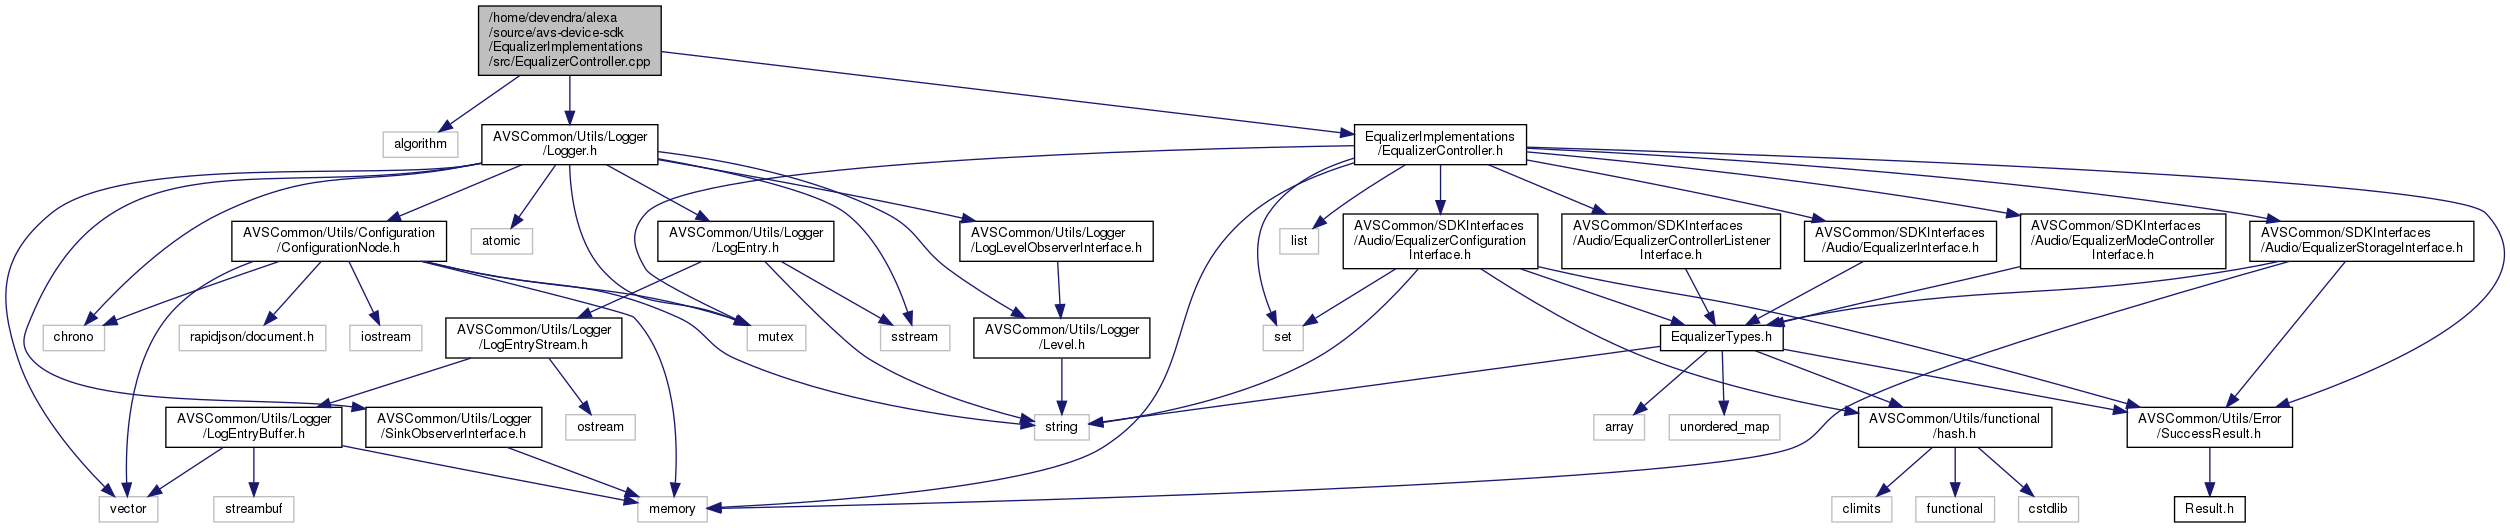 /home/devendra/alexa
/source/avs-device-sdk
/EqualizerImplementations
/src/EqualizerController.cpp
algorithm
AVSCommon/Utils/Logger
/Logger.h
EqualizerImplementations
/EqualizerController.h
AVSCommon/Utils/Configuration
/ConfigurationNode.h
atomic
AVSCommon/Utils/Logger
/LogEntry.h
AVSCommon/Utils/Logger
/LogLevelObserverInterface.h
list
AVSCommon/SDKInterfaces
/Audio/EqualizerConfiguration
Interface.h
AVSCommon/SDKInterfaces
/Audio/EqualizerControllerListener
Interface.h
AVSCommon/SDKInterfaces
/Audio/EqualizerInterface.h
AVSCommon/SDKInterfaces
/Audio/EqualizerModeController
Interface.h
AVSCommon/SDKInterfaces
/Audio/EqualizerStorageInterface.h
chrono
rapidjson/document.h
iostream
AVSCommon/Utils/Logger
/LogEntryStream.h
mutex
sstream
AVSCommon/Utils/Logger
/Level.h
set
EqualizerTypes.h
AVSCommon/Utils/Logger
/LogEntryBuffer.h
AVSCommon/Utils/Logger
/SinkObserverInterface.h
ostream
string
array
unordered_map
AVSCommon/Utils/functional
/hash.h
AVSCommon/Utils/Error
/SuccessResult.h
vector
streambuf
memory
climits
functional
cstdlib
Result.h